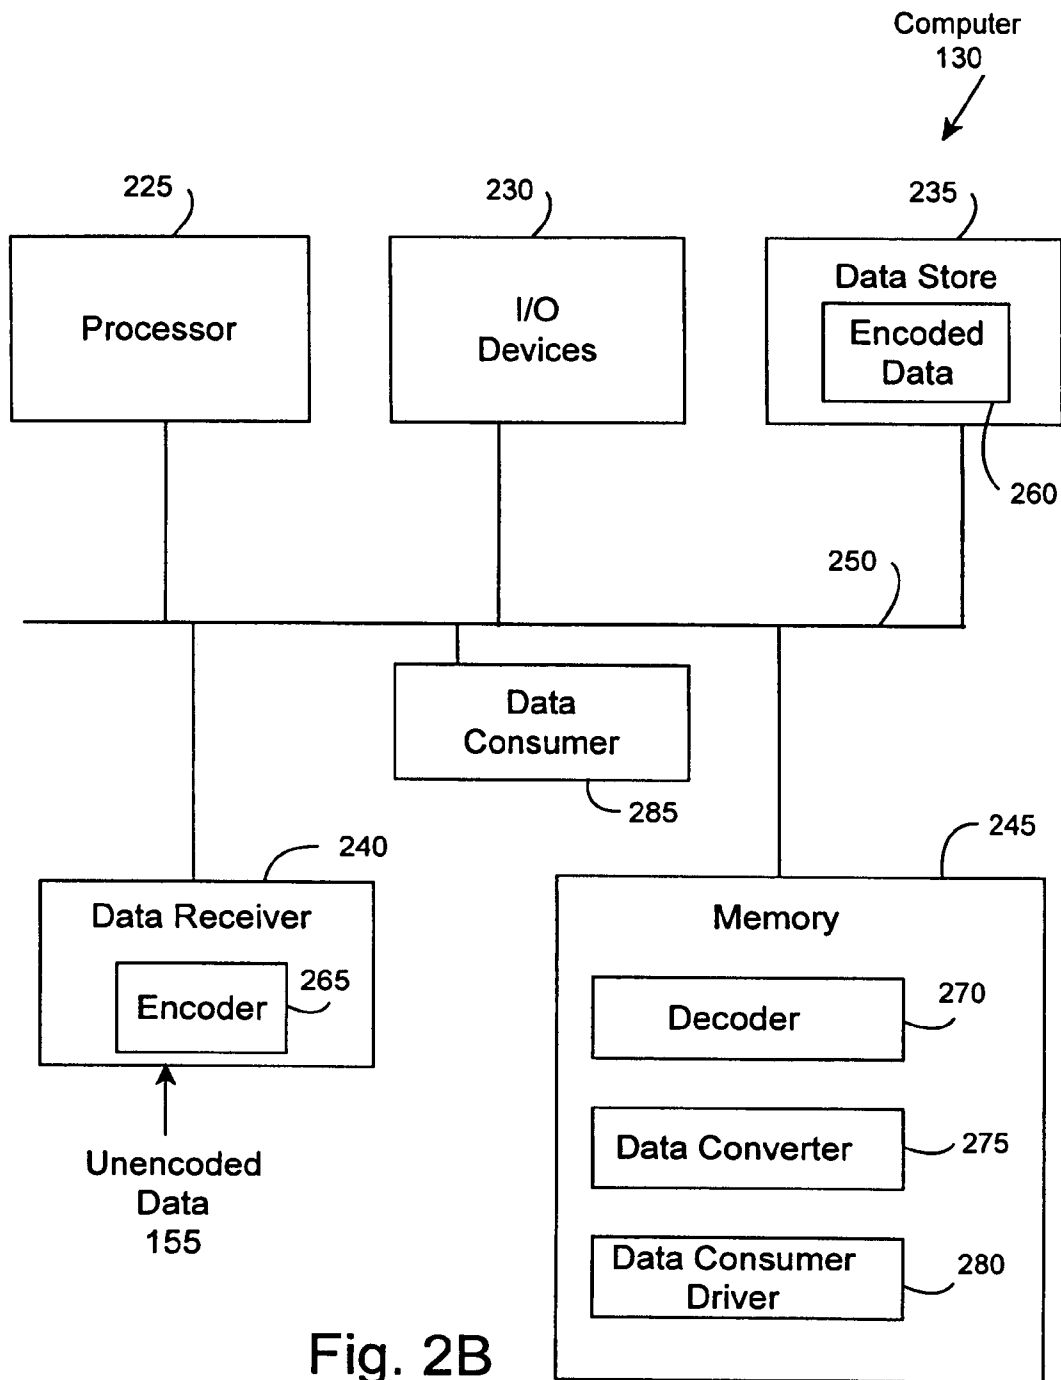 Computer
130
225
230
235
Processor
I/O
Devices
Data Store
Encoded
Data
260
250
Data
Consumer
285
240
245
Data Receiver
265
Encoder
Memory
Decoder
270
Data Converter
275
Data Consumer
Driver
280
Unencoded
Data
155
Fig. 2B